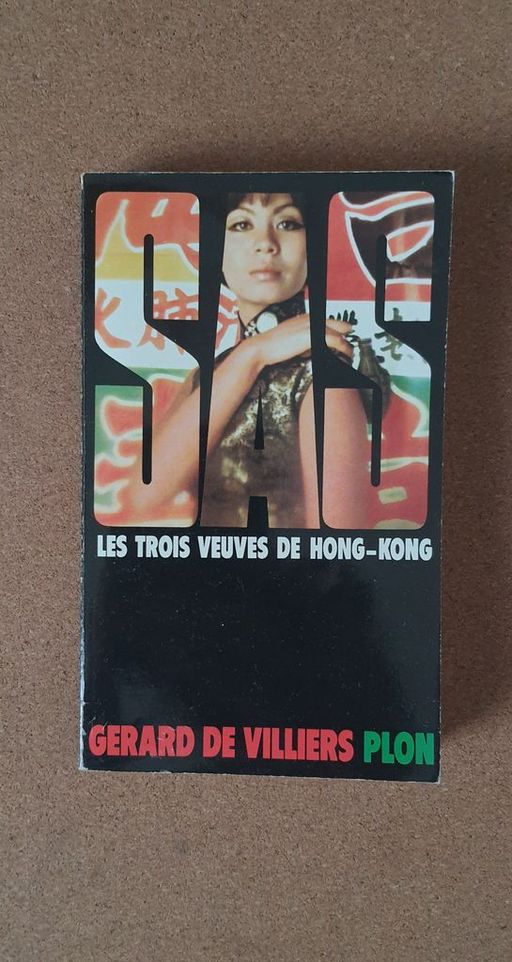 SAS
LES TROIS VEUVES DE HONG-KONG
GERARD DE VILLIERS PLON